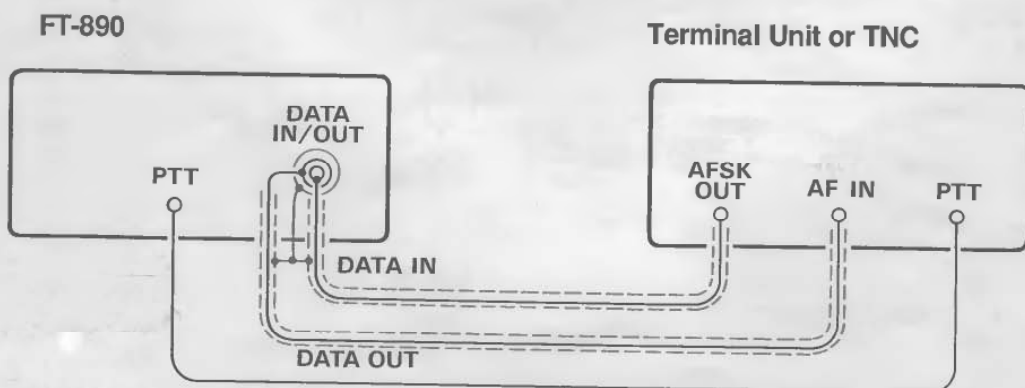 FT-890
Terminal Unit or TNC
DATA
IN/OUT
PTT
AFSK
OUT
AF IN
PTT
DATA IN
DATA OUT